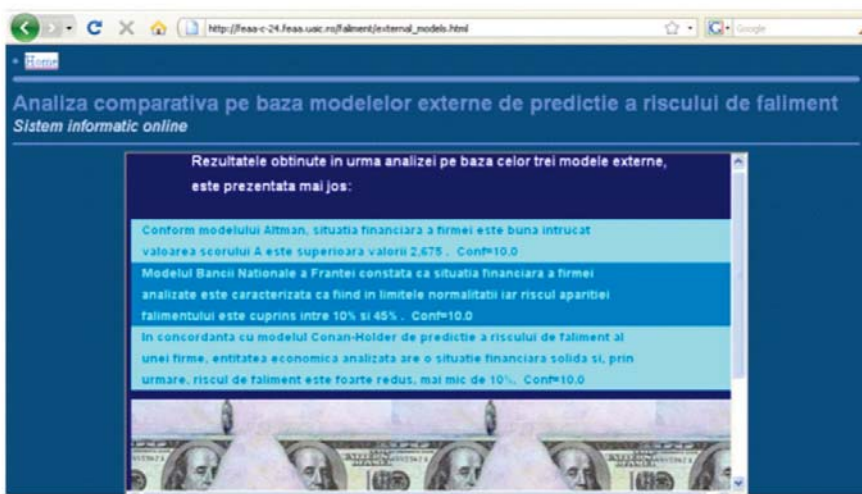 http://feaa-c-24.feaa.uaic.ro/faliment/external_models.html
Google
Home
Analiza comparativa pe baza modelelor externe de predictie a riscului de faliment
Sistem informatic online
Rezultatele obtinute in urma analizei pe baza celor trei modele externe,
este prezentata mai jos:
Conform modelului Altman, situatia financiara a firmei este buna intrucat
valoarea scorului A este superioara valorii 2,675 . Conf=10.0
Modelul Bancii Nationale a Frantei constata ca situatia financiara a firmei
analizate este caracterizata ca fiind in limitele normalitatii iar riscul aparitiei
falimentului este cuprins intre 10% si 45% . Conf=10.0
In concordanta cu modelul Conan-Holder de predictie a riscului de faliment al
unei firme, entitatea economica analizata are o situatie financiara solida si, prin
urmare, riscul de faliment este foarte redus, mai mic de 10%. Conf=10.0